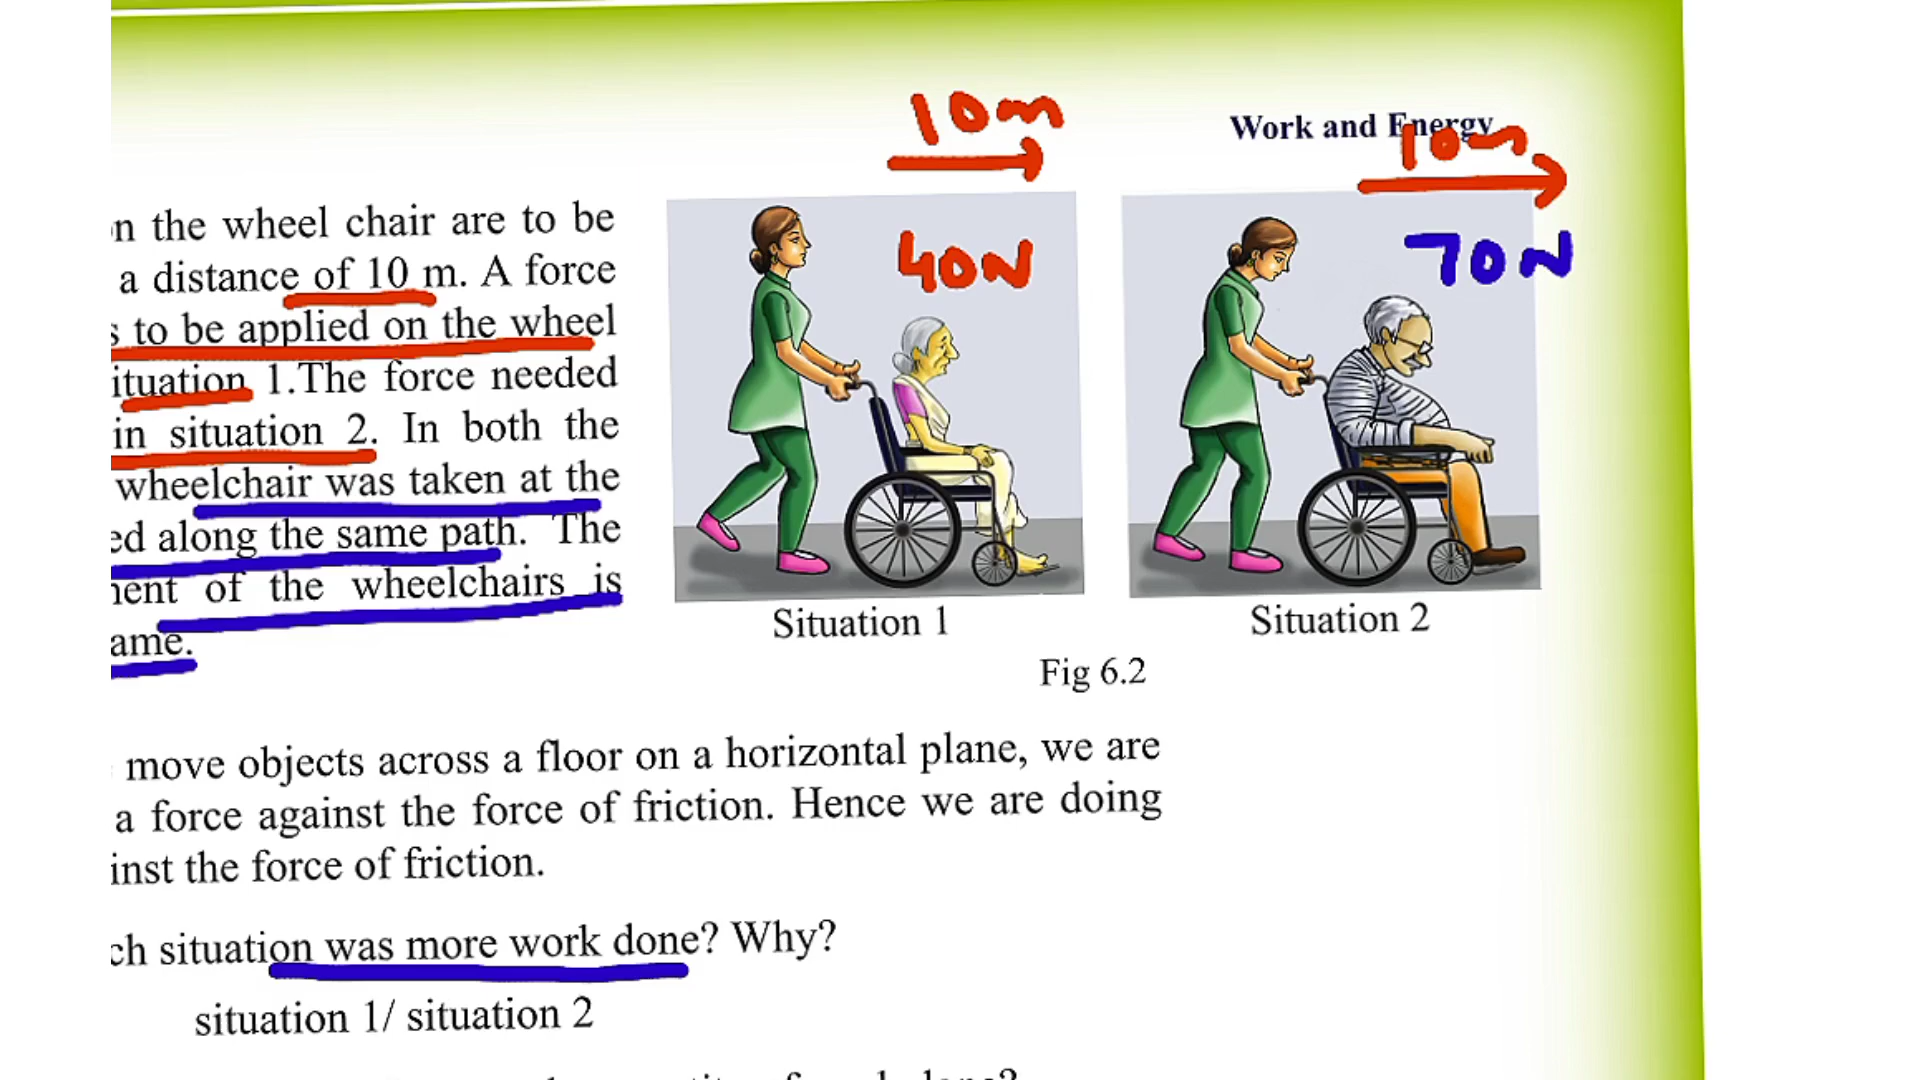 10m
Work and Energy
10m
n the wheel chair are to be
a distance of 10 m. A force
s to be applied on the wheel
ituation 1.The force needed
in situation 2. In both the
wheelchair was taken at the
ed along the same path. The
ent of the wheelchairs is
ame.
40N
70N
Situation 1
Situation 2
Fig 6.2
move objects across a floor on a horizontal plane, we are
a force against the force of friction. Hence we are doing
inst the force of friction.
ch situation was more work done? Why?
situation 1/ situation 2